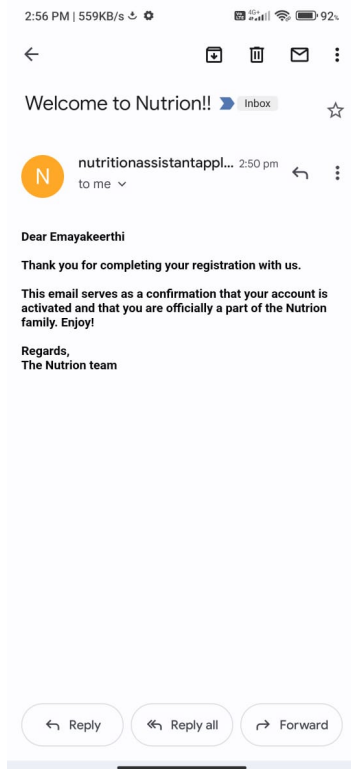 2:56 PM | 559KB/s 4G+ 92%
Welcome to Nutrion!! Inbox
N
nutritionassistantappl... 2:50 pm
to me
Dear Emayakeerthi
Thank you for completing your registration with us.
This email serves as a confirmation that your account is
activated and that you are officially a part of the Nutrion
family. Enjoy!
Regards,
The Nutrion team
Reply Reply all Forward